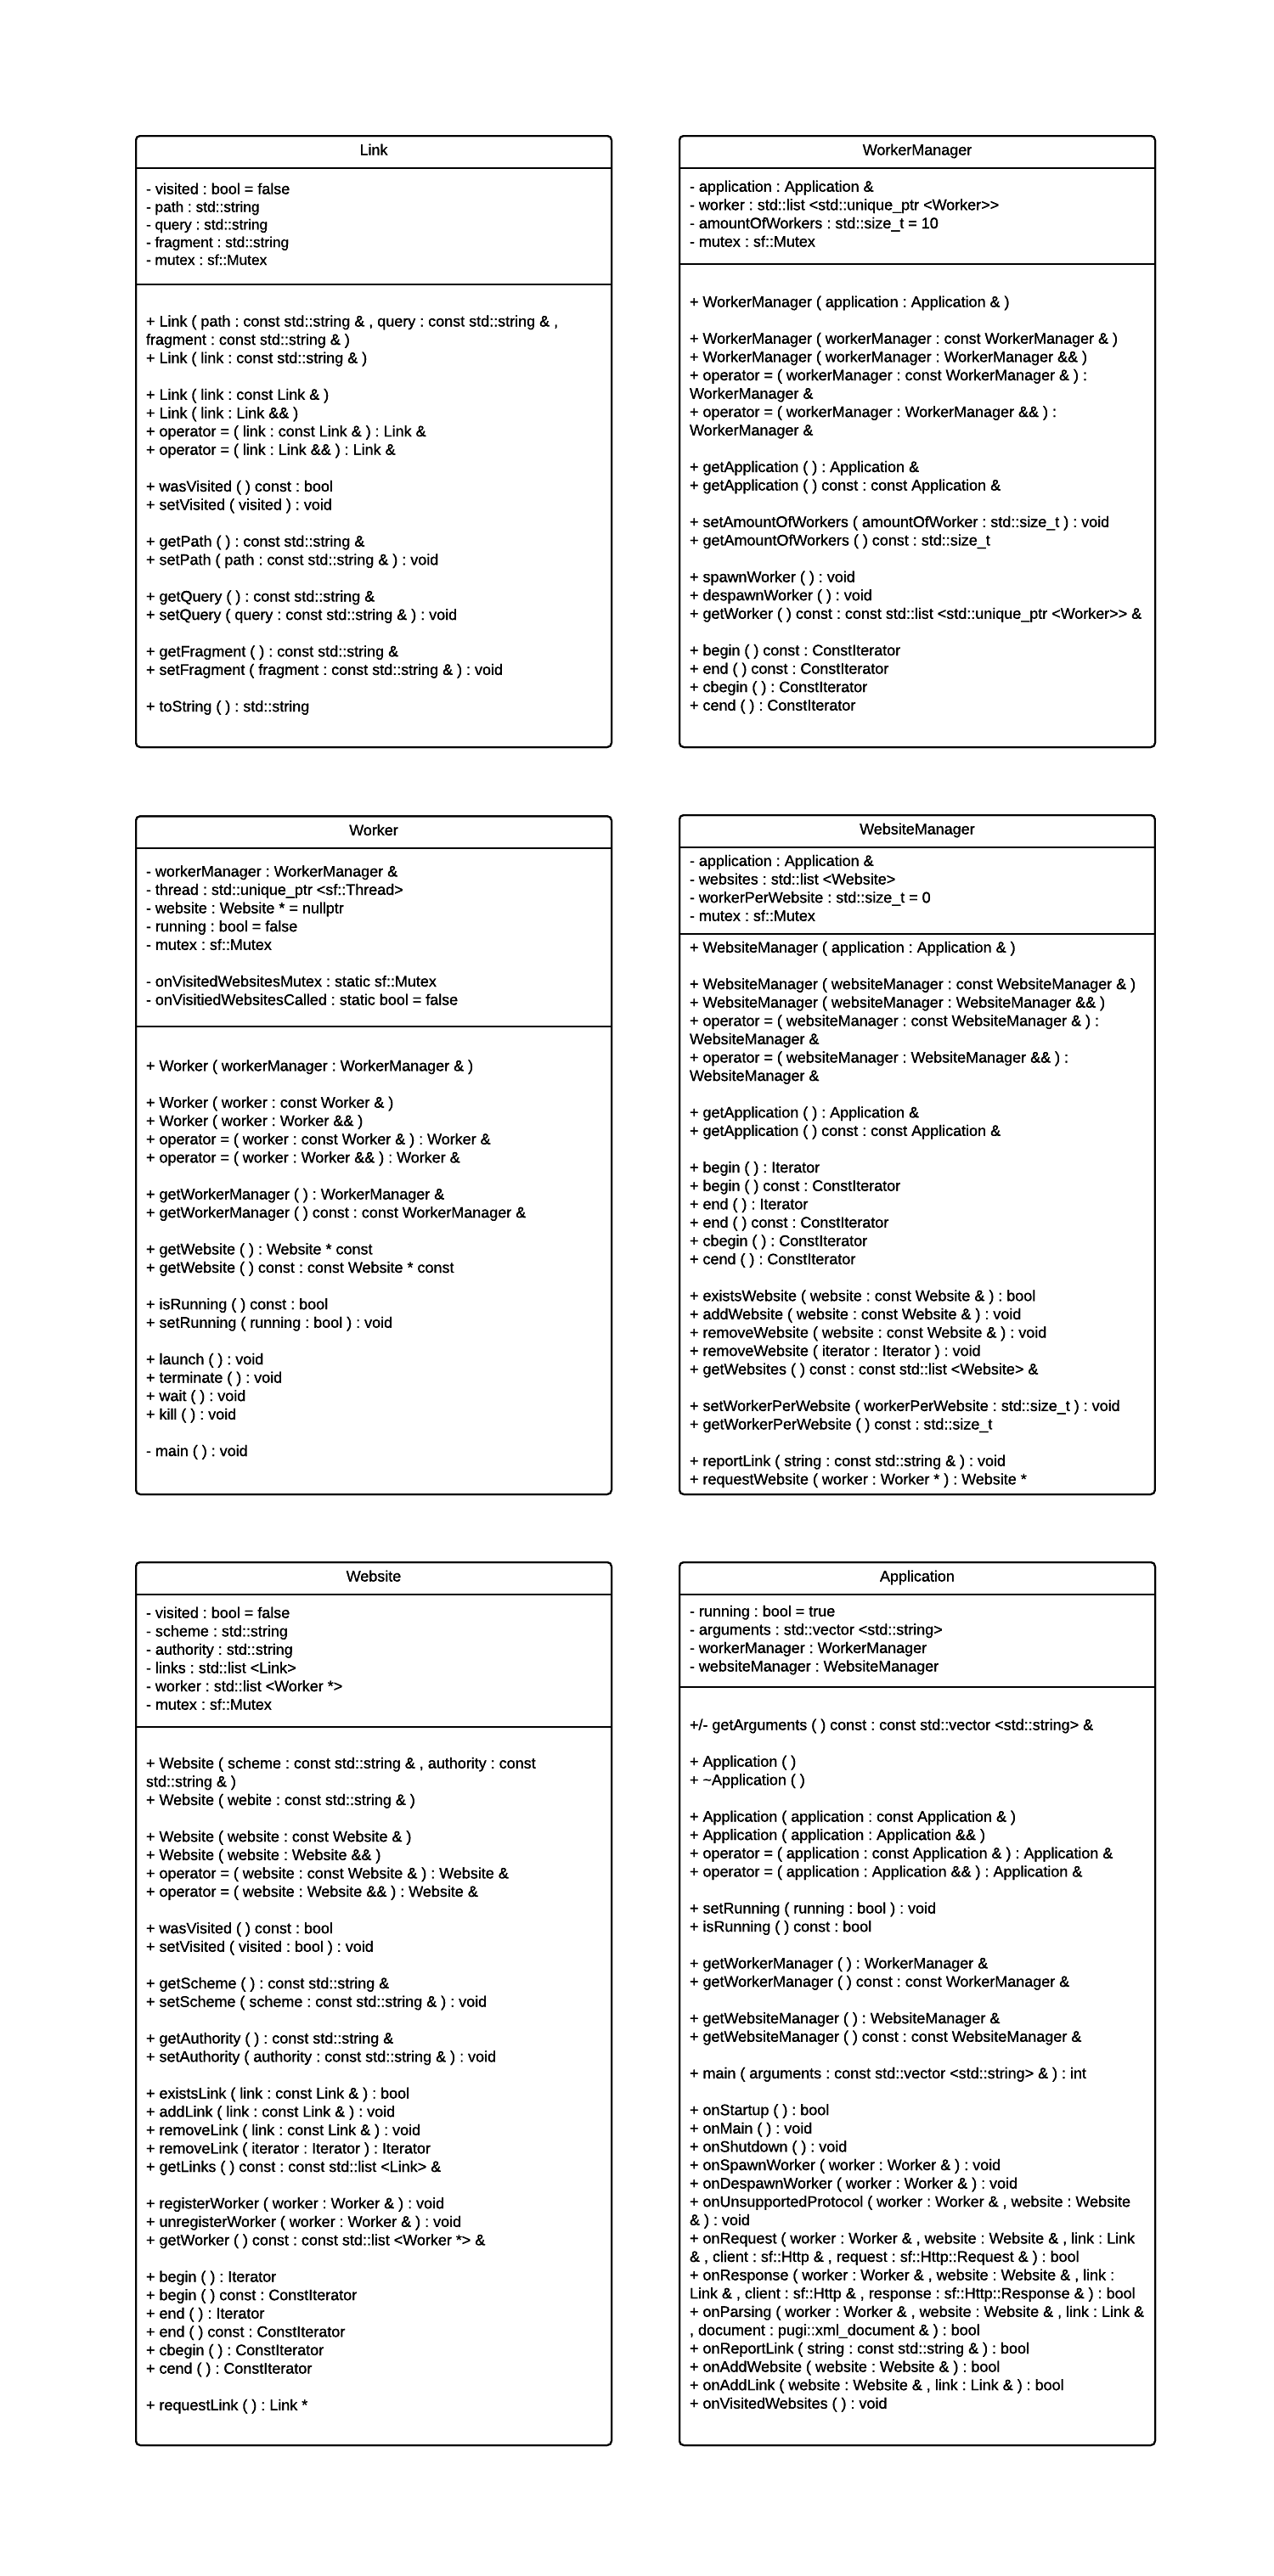 Link
- visited : bool = false
- path : std::string
- query : std::string
- fragment : std::string
- mutex : sf::Mutex
+ Link ( path : const std::string & , query : const std::string & ,
fragment : const std::string & )
+ Link ( link : const std::string & )
+ Link ( link : const Link & )
+ Link ( link : Link && )
+ operator = ( link : const Link & ) : Link &
+ operator = ( link : Link && ) : Link &
+ wasVisited ( ) const : bool
+ setVisited ( visited ) : void
+ getPath ( ) : const std::string &
+ setPath ( path : const std::string & ) : void
+ getQuery ( ) : const std::string &
+ setQuery ( query : const std::string & ) : void
+ getFragment ( ) : const std::string &
+ setFragment ( fragment : const std::string & ) : void
+ toString ( ) : std::string
WorkerManager
- application : Application &
- worker : std::list <std::unique_ptr <Worker>>
- amountOfWorkers : std::size_t = 10
- mutex : sf::Mutex
+ WorkerManager ( application : Application & )
+ WorkerManager ( workerManager : const WorkerManager & )
+ WorkerManager ( workerManager : WorkerManager && )
+ operator = ( workerManager : const WorkerManager & ) :
WorkerManager &
+ operator = ( workerManager : WorkerManager && ) :
WorkerManager &
+ getApplication ( ) : Application &
+ getApplication ( ) const : const Application &
+ setAmountOfWorkers ( amountOfWorker : std::size_t ) : void
+ getAmountOfWorkers ( ) const : std::size_t
+ spawnWorker ( ) : void
+ despawnWorker ( ) : void
+ getWorker ( ) const : const std::list <std::unique_ptr <Worker>> &
+ begin ( ) const : ConstIterator
+ end ( ) const : ConstIterator
+ cbegin ( ) : ConstIterator
+ cend ( ) : ConstIterator
Worker
- workerManager : WorkerManager &
- thread : std::unique_ptr <sf::Thread>
- website : Website * = nullptr
- running : bool = false
- mutex : sf::Mutex
- onVisitedWebsitesMutex : static sf::Mutex
- onVisitiedWebsitesCalled : static bool = false
+ Worker ( workerManager : WorkerManager & )
+ Worker ( worker : const Worker & )
+ Worker ( worker : Worker && )
+ operator = ( worker : const Worker & ) : Worker &
+ operator = ( worker : Worker && ) : Worker &
+ getWorkerManager ( ) : WorkerManager &
+ getWorkerManager ( ) const : const WorkerManager &
+ getWebsite ( ) : Website * const
+ getWebsite ( ) const : const Website * const
+ isRunning ( ) const : bool
+ setRunning ( running : bool ) : void
+ launch ( ) : void
+ terminate ( ) : void
+ wait ( ) : void
+ kill ( ) : void
- main ( ) : void
WebsiteManager
- application : Application &
- websites : std::list <Website>
- workerPerWebsite : std::size_t = 0
- mutex : sf::Mutex
+ WebsiteManager ( application : Application & )
+ WebsiteManager ( websiteManager : const WebsiteManager & )
+ WebsiteManager ( websiteManager : WebsiteManager && )
+ operator = ( websiteManager : const WebsiteManager & ) :
WebsiteManager &
+ operator = ( websiteManager : WebsiteManager && ) :
WebsiteManager &
+ getApplication ( ) : Application &
+ getApplication ( ) const : const Application &
+ begin ( ) : Iterator
+ begin ( ) const : ConstIterator
+ end ( ) : Iterator
+ end ( ) const : ConstIterator
+ cbegin ( ) : ConstIterator
+ cend ( ) : ConstIterator
+ existsWebsite ( website : const Website & ) : bool
+ addWebsite ( website : const Website & ) : void
+ removeWebsite ( website : const Website & ) : void
+ removeWebsite ( iterator : Iterator ) : void
+ getWebsites ( ) const : const std::list <Website> &
+ setWorkerPerWebsite ( workerPerWebsite : std::size_t ) : void
+ getWorkerPerWebsite ( ) const : std::size_t
+ reportLink ( string : const std::string & ) : void
+ requestWebsite ( worker : Worker * ) : Website *
Website
- visited : bool = false
- scheme : std::string
- authority : std::string
- links : std::list <Link>
- worker : std::list <Worker *>
- mutex : sf::Mutex
+ Website ( scheme : const std::string & , authority : const
std::string & )
+ Website ( webite : const std::string & )
+ Website ( website : const Website & )
+ Website ( website : Website && )
+ operator = ( website : const Website & ) : Website &
+ operator = ( website : Website && ) : Website &
+ wasVisited ( ) const : bool
+ setVisited ( visited : bool ) : void
+ getScheme ( ) : const std::string &
+ setScheme ( scheme : const std::string & ) : void
+ getAuthority ( ) : const std::string &
+ setAuthority ( authority : const std::string & ) : void
+ existsLink ( link : const Link & ) : bool
+ addLink ( link : const Link & ) : void
+ removeLink ( link : const Link & ) : void
+ removeLink ( iterator : Iterator ) : Iterator
+ getLinks ( ) const : const std::list <Link> &
+ registerWorker ( worker : Worker & ) : void
+ unregisterWorker ( worker : Worker & ) : void
+ getWorker ( ) const : const std::list <Worker *> &
+ begin ( ) : Iterator
+ begin ( ) const : ConstIterator
+ end ( ) : Iterator
+ end ( ) const : ConstIterator
+ cbegin ( ) : ConstIterator
+ cend ( ) : ConstIterator
+ requestLink ( ) : Link *
Application
- running : bool = true
- arguments : std::vector <std::string>
- workerManager : WorkerManager
- websiteManager : WebsiteManager
+/- getArguments ( ) const : const std::vector <std::string> &
+ Application ( )
+ ~Application ( )
+ Application ( application : const Application & )
+ Application ( application : Application && )
+ operator = ( application : const Application & ) : Application &
+ operator = ( application : Application && ) : Application &
+ setRunning ( running : bool ) : void
+ isRunning ( ) const : bool
+ getWorkerManager ( ) : WorkerManager &
+ getWorkerManager ( ) const : const WorkerManager &
+ getWebsiteManager ( ) : WebsiteManager &
+ getWebsiteManager ( ) const : const WebsiteManager &
+ main ( arguments : const std::vector <std::string> & ) : int
+ onStartup ( ) : bool
+ onMain ( ) : void
+ onShutdown ( ) : void
+ onSpawnWorker ( worker : Worker & ) : void
+ onDespawnWorker ( worker : Worker & ) : void
+ onUnsupportedProtocol ( worker : Worker & , website : Website
& ) : void
+ onRequest ( worker : Worker & , website : Website & , link : Link
& , client : sf::Http & , request : sf::Http::Request & ) : bool
+ onResponse ( worker : Worker & , website : Website & , link :
Link & , client : sf::Http & , response : sf::Http::Response & ) : bool
+ onParsing ( worker : Worker & , website : Website & , link : Link &
, document : pugi::xml_document & ) : bool
+ onReportLink ( string : const std::string & ) : bool
+ onAddWebsite ( website : Website & ) : bool
+ onAddLink ( website : Website & , link : Link & ) : bool
+ onVisitedWebsites ( ) : void